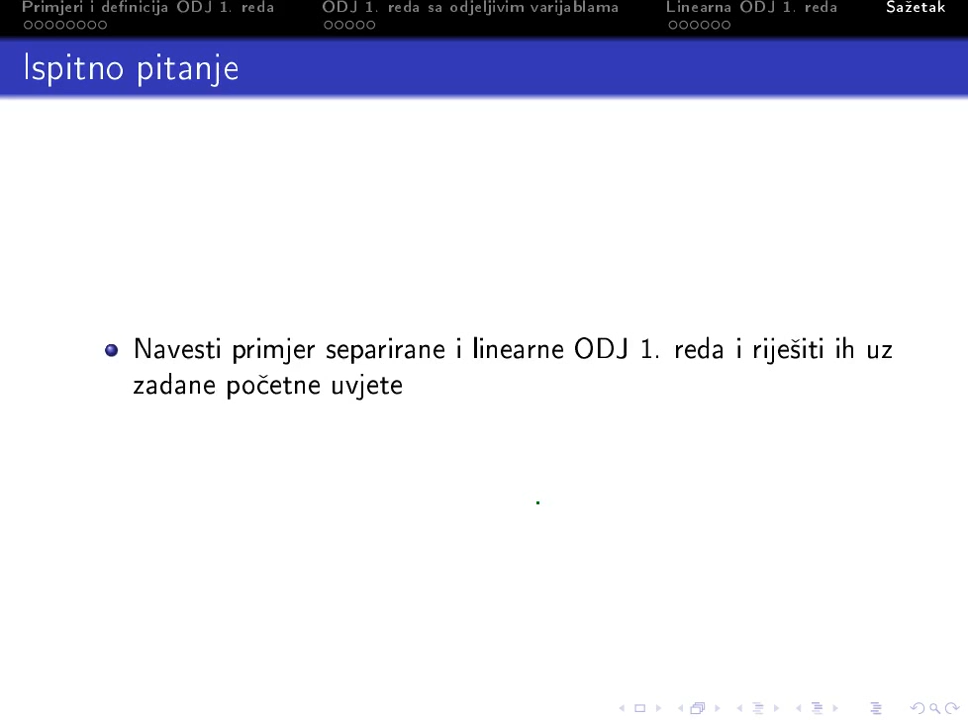 Primjeri i definicija ODJ 1. reda ODJ 1. reda sa odjeljivim varijablama Linearna ODJ 1. reda Sažetak
Ispitno pitanje
Navesti primjer separirane i linearne ODJ 1. reda i riješiti ih uz
zadane početne uvjete